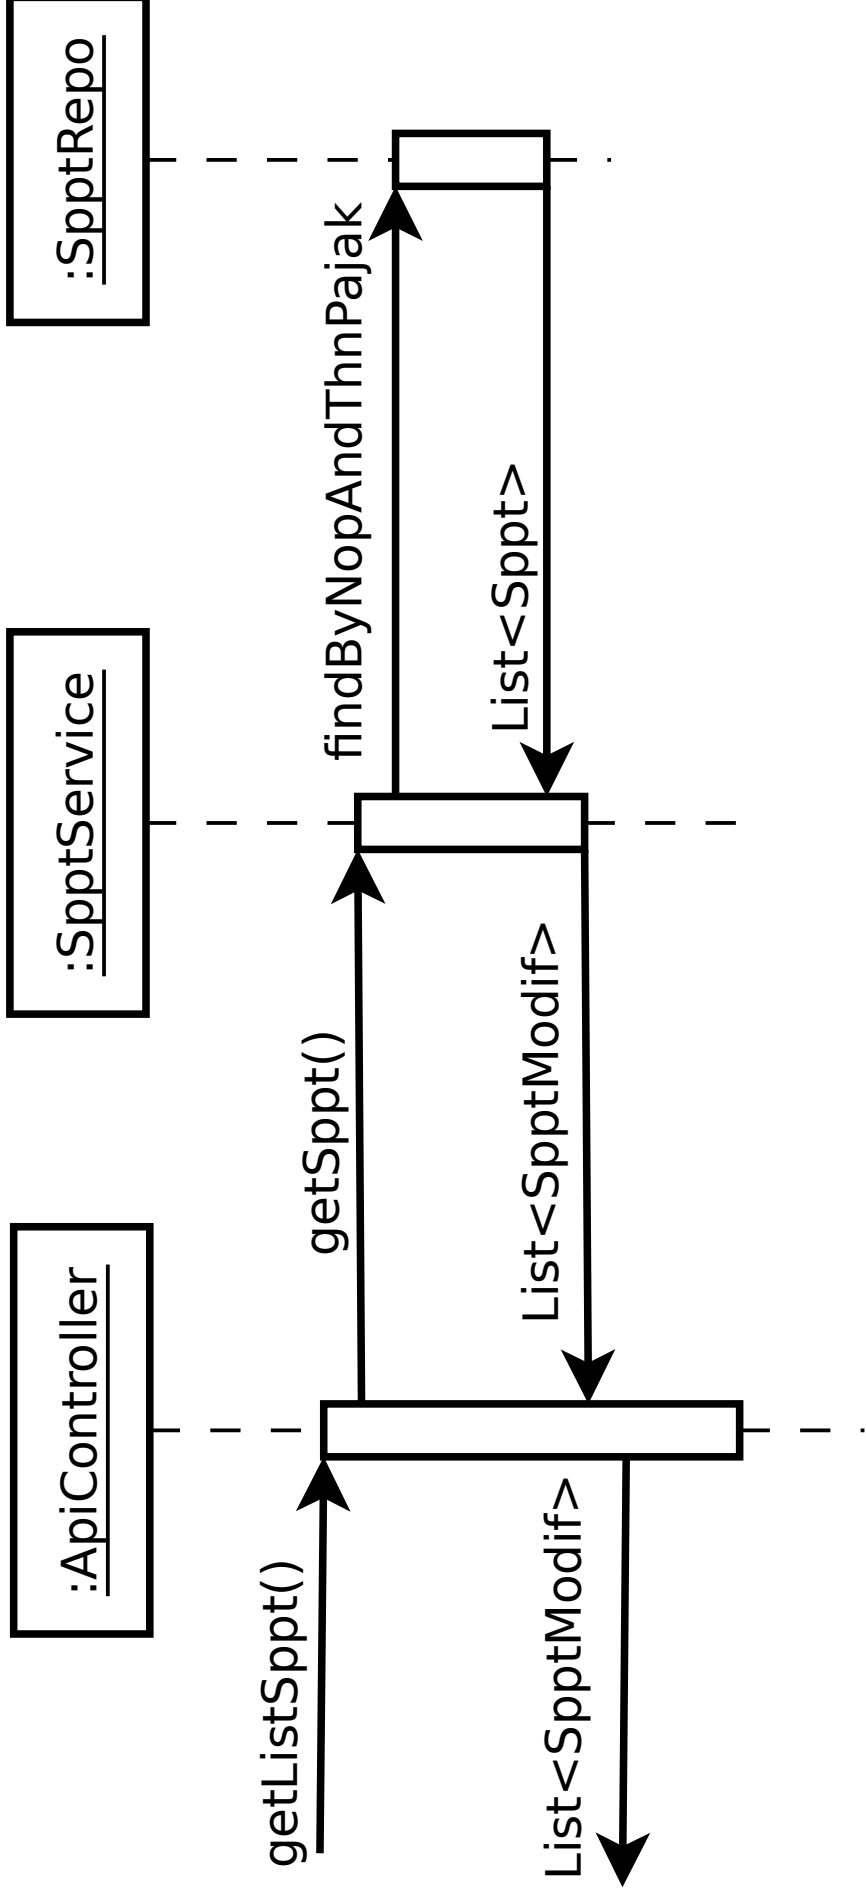 :ApiController
:SpptService
:SpptRepo
getListSppt()
getSppt()
findByNopAndThnPajak
List<Sppt>
List<SpptModif>
List<SpptModif>